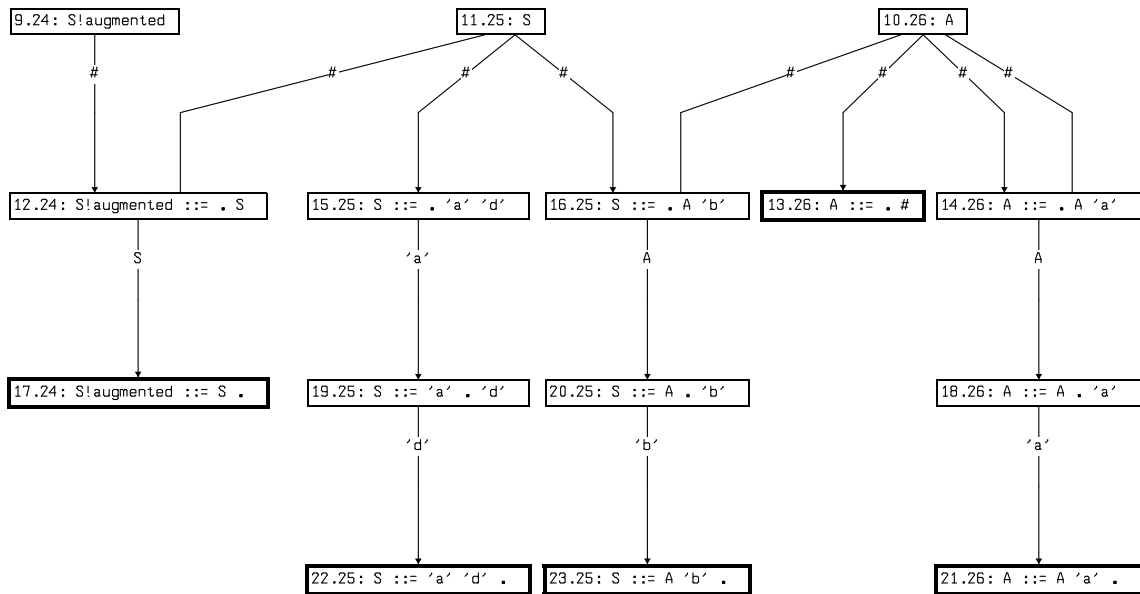 9.24: S!augmented
11.25: S
10.26: A
#
#
#
#
#
#
#
#
12.24: S!augmented ::= . S
15.25: S ::= . 'a' 'd'
16.25: S ::= . A 'b'
13.26: A ::= . #
14.26: A ::= . A 'a'
S
'a'
A
A
17.24: S!augmented ::= S .
19.25: S ::= 'a' . 'd'
20.25: S ::= A . 'b'
18.26: A ::= A . 'a'
'd'
'b'
'a'
22.25: S ::= 'a' 'd' .
23.25: S ::= A 'b' .
21.26: A ::= A 'a' .